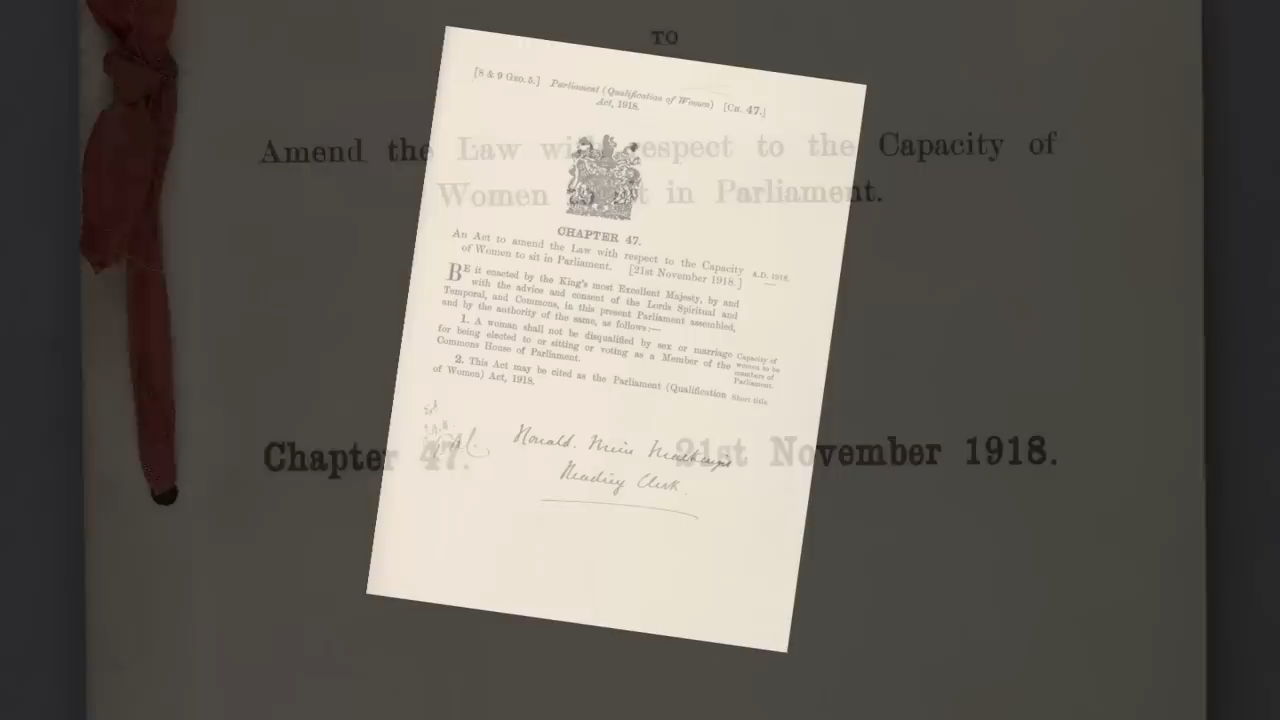 TO
Amend the Law with respect to the Capacity of
Women to sit in Parliament.
Chapter 47. 21st November 1918.
[8 & 9 Geo. 5.] Parliament (Qualification of Women) [Ch. 47.]
Act, 1918.
CHAPTER 47.
An Act to amend the Law with respect to the Capacity
of Women to sit in Parliament. [21st November 1918.]
A.D. 1918.
BE it enacted by the King's most Excellent Majesty, by and
with the advice and consent of the Lords Spiritual and
Temporal, and Commons, in this present Parliament assembled,
and by the authority of the same, as follows:—
1. A woman shall not be disqualified by sex or marriage
for being elected to or sitting or voting as a Member of the
Commons House of Parliament.
Capacity of
women to be
members of
Parliament.
2. This Act may be cited as the Parliament (Qualification
of Women) Act, 1918.
Short title.
Reading Clerk.